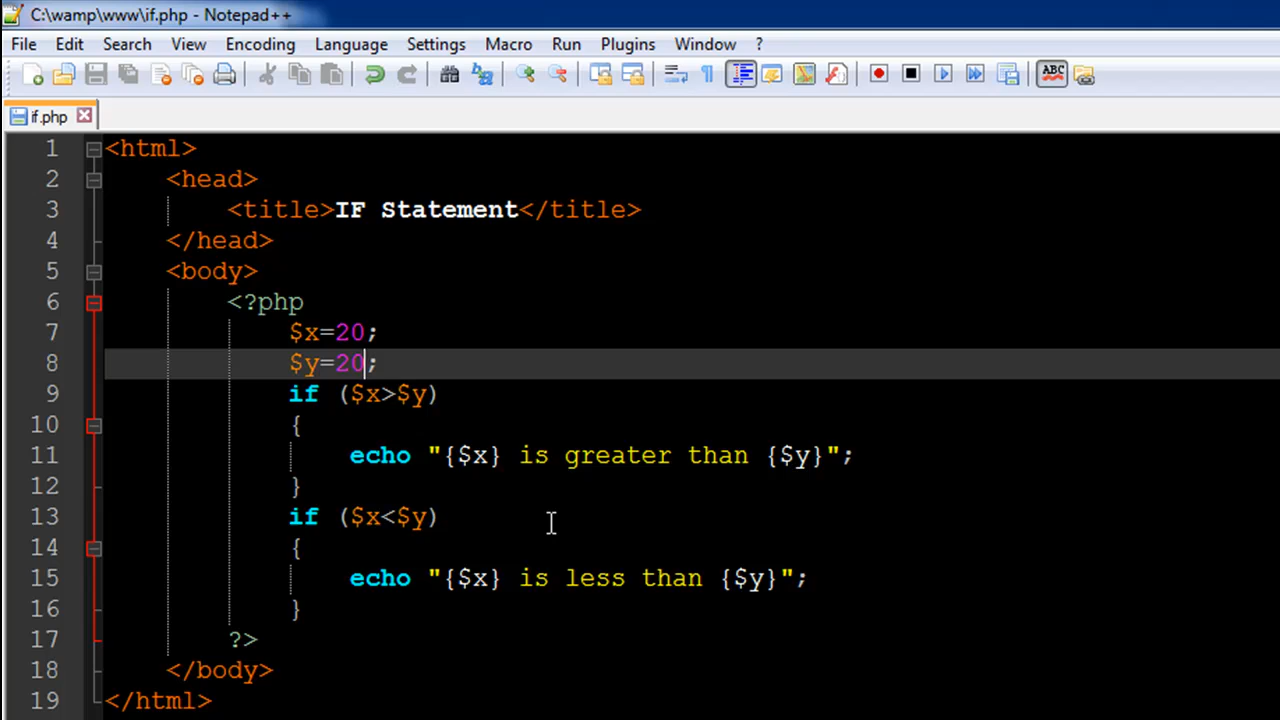 C:\wamp\www\if.php - Notepad++
File Edit Search View Encoding Language Settings Macro Run Plugins Window ?
ABC
if.php
1 <html>
2 <head>
3 <title>IF Statement</title>
4 </head>
5 <body>
6 <?php
7 $x=20;
8 $y=20;
9 if ($x>$y)
10 {
11 echo "{$x} is greater than {$y}";
12 }
13 if ($x<$y)
14 {
15 echo "{$x} is less than {$y}";
16 }
17 ?>
18 </body>
19 </html>